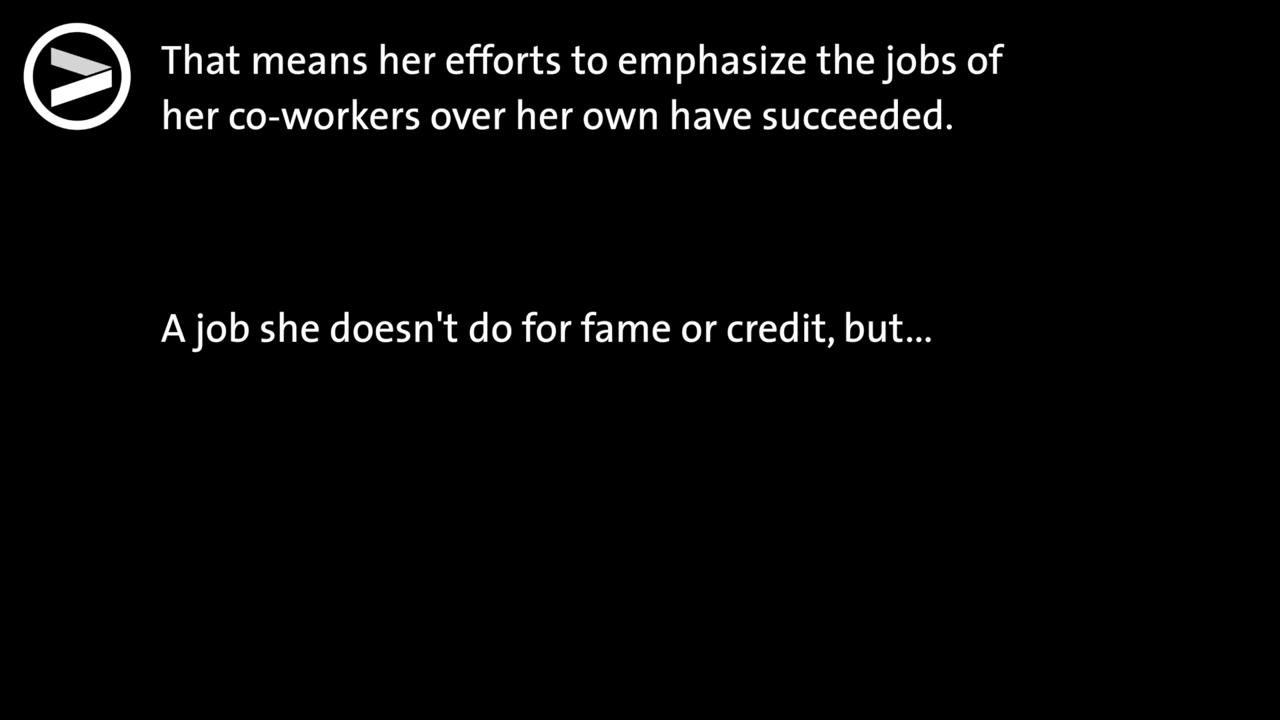 That means her efforts to emphasize the jobs of
her co-workers over her own have succeeded.
A job she doesn't do for fame or credit, but...